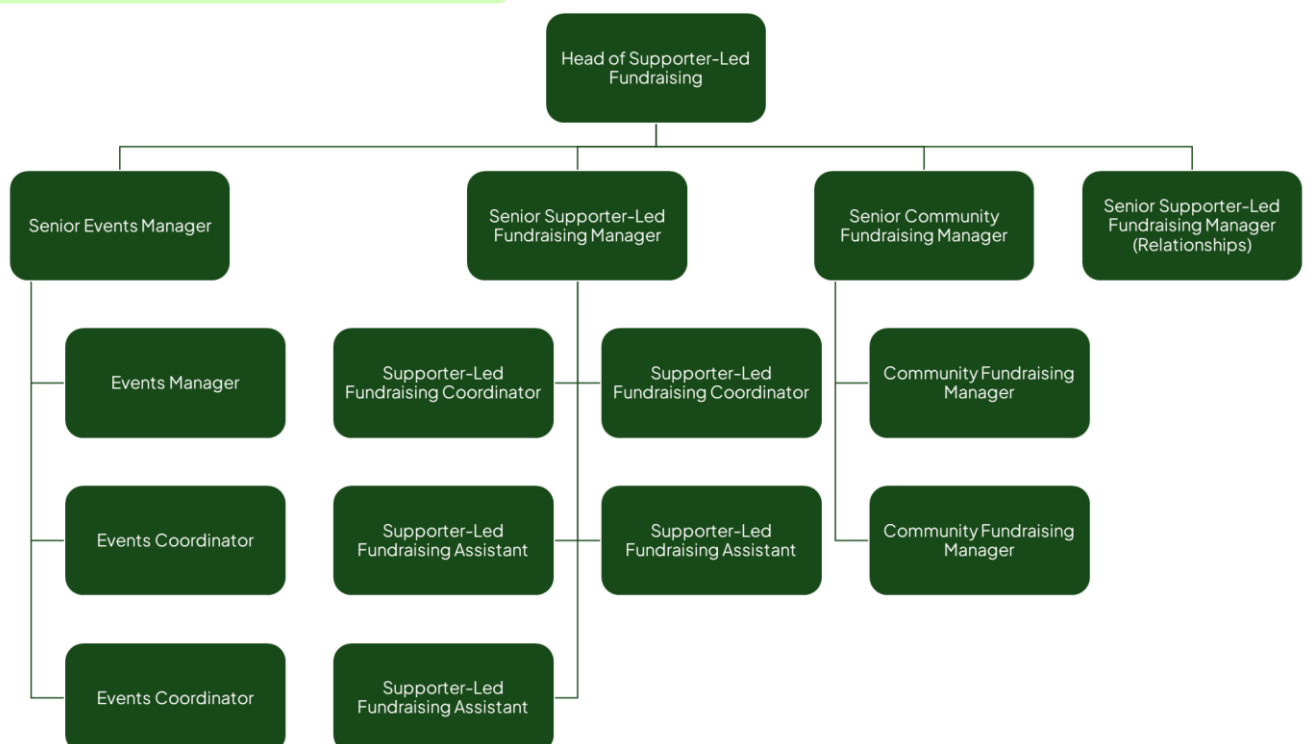 Head of Supporter-Led
Fundraising
Senior Events Manager
Senior Supporter-Led
Fundraising Manager
Senior Community
Fundraising Manager
Senior Supporter-Led
Fundraising Manager
(Relationships)
Events Manager
Supporter-Led
Fundraising Coordinator
Supporter-Led
Fundraising Coordinator
Community Fundraising
Manager
Events Coordinator
Supporter-Led
Fundraising Assistant
Supporter-Led
Fundraising Assistant
Community Fundraising
Manager
Events Coordinator
Supporter-Led
Fundraising Assistant